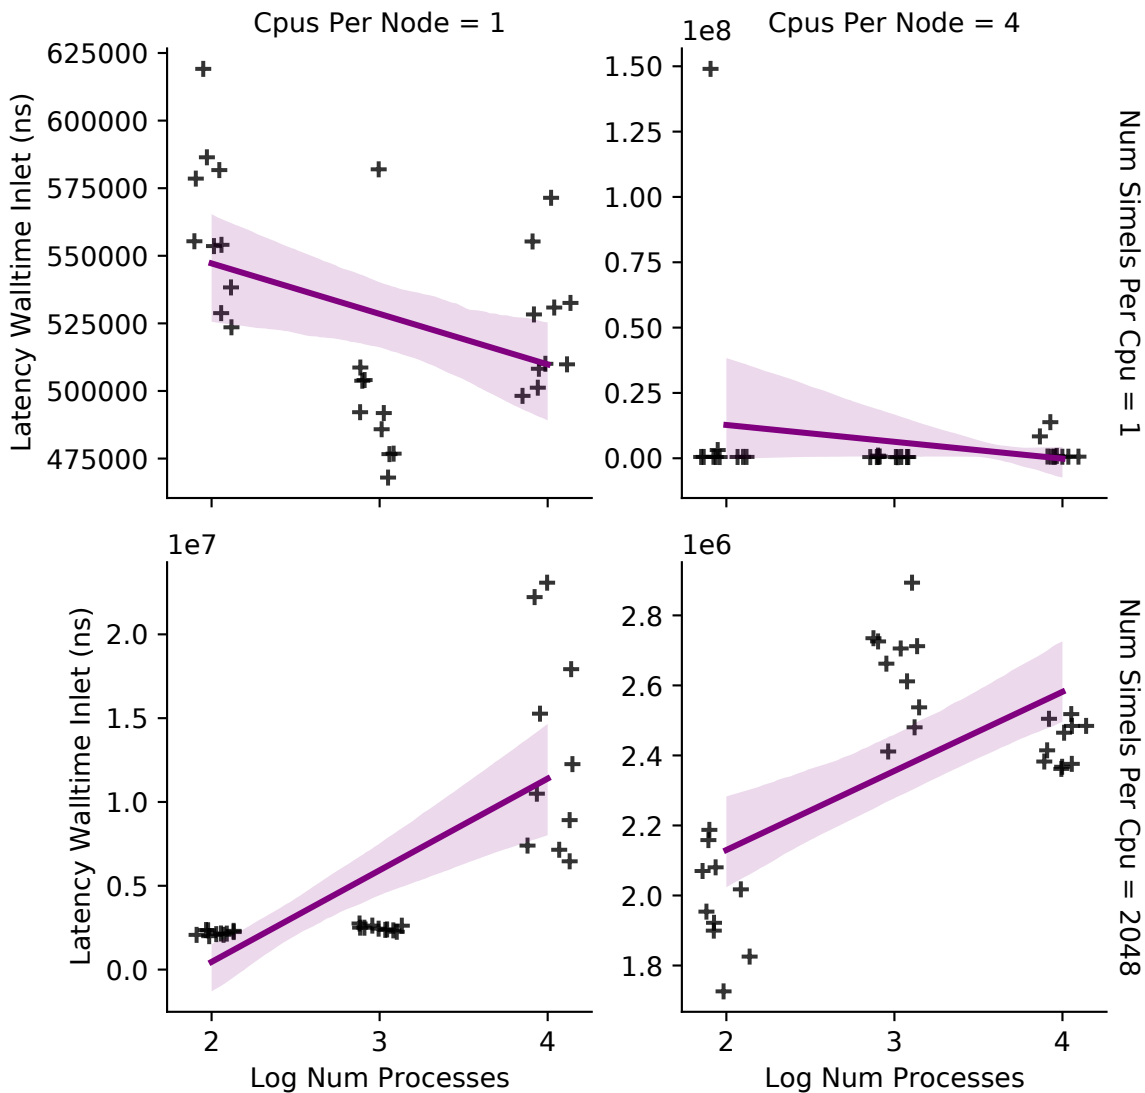 Cpus Per Node = 1
Cpus Per Node = 4
1e8
Latency Walltime Inlet (ns)
625000
600000
575000
550000
525000
500000
475000
1.50
1.25
1.00
0.75
0.50
0.25
0.00
Num Simels Per Cpu = 1
1e7
1e6
Latency Walltime Inlet (ns)
2.0
1.5
1.0
0.5
0.0
2.8
2.6
2.4
2.2
2.0
1.8
Num Simels Per Cpu = 2048
2 3 4
2 3 4
Log Num Processes
Log Num Processes